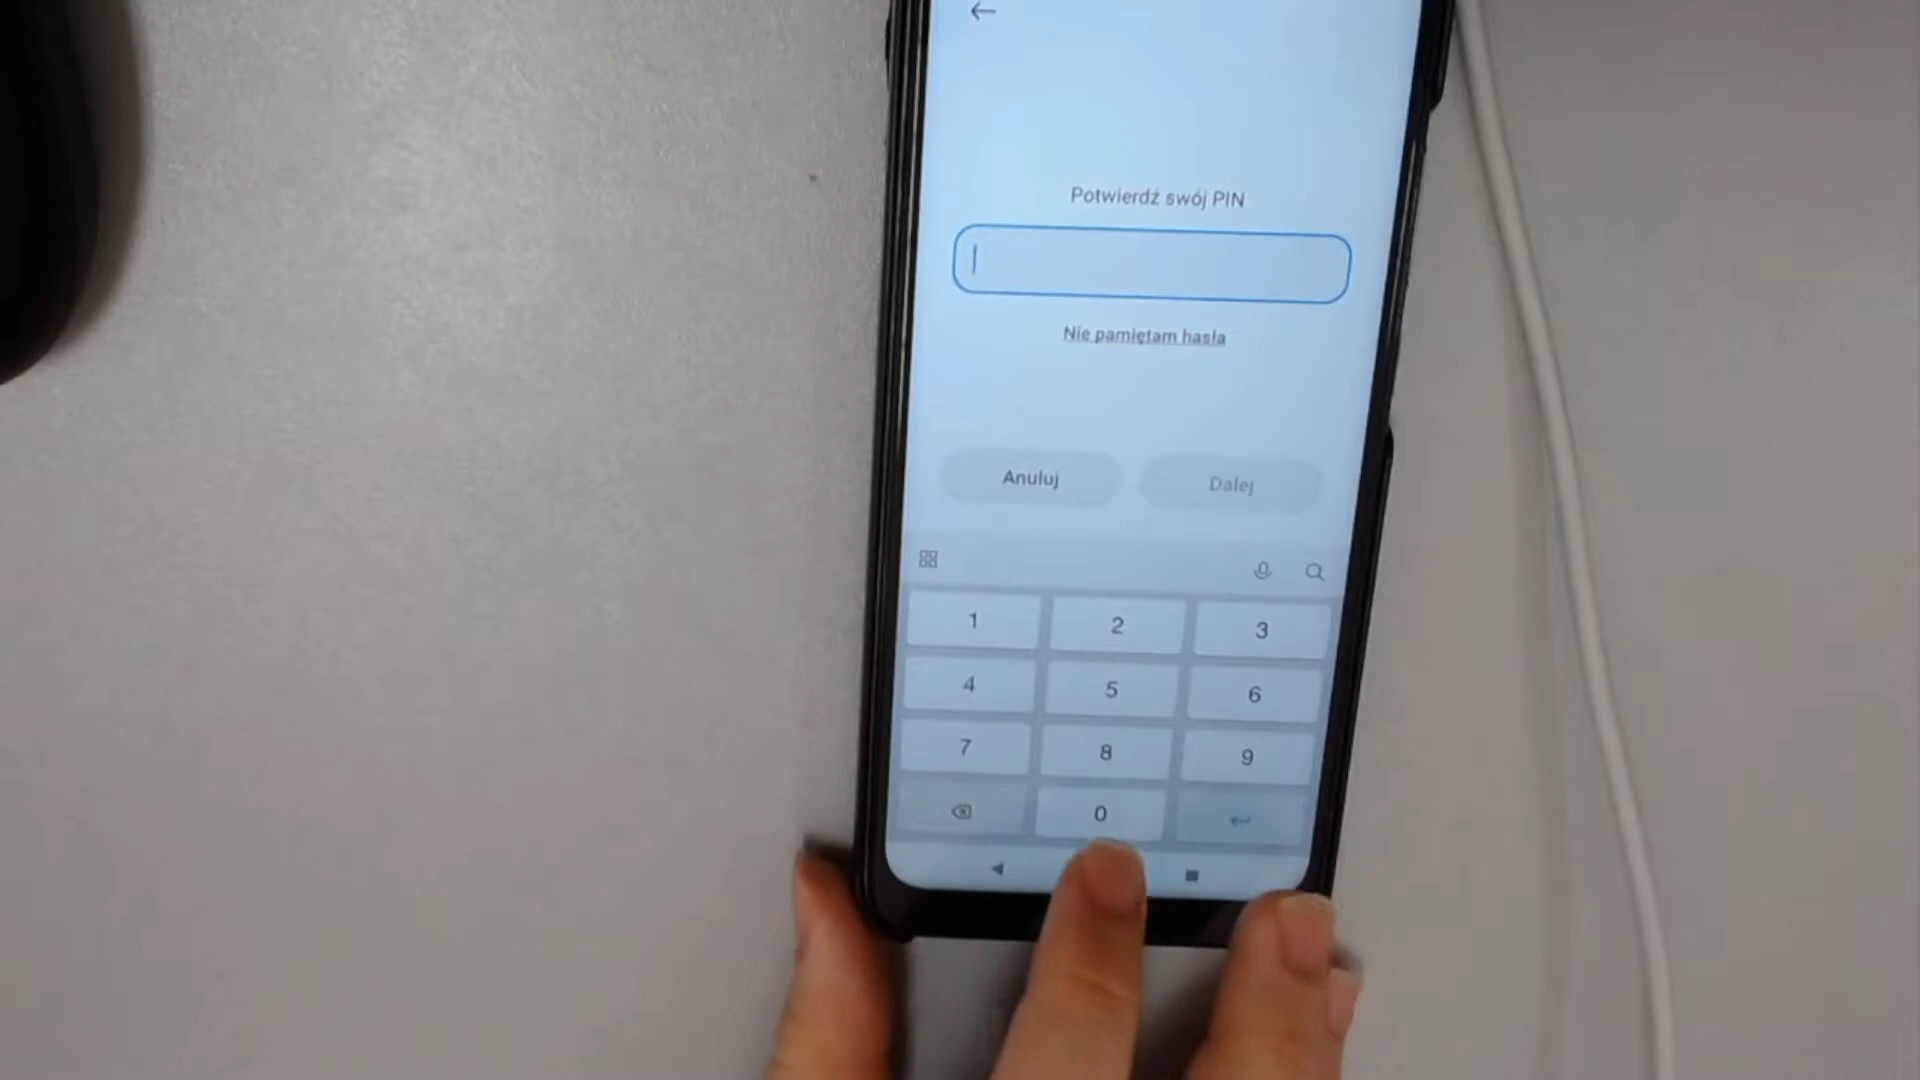 Potwierdź swój PIN
Nie pamiętam hasła
Anuluj Dalej
1 2 3
4 5 6
7 8 9
0